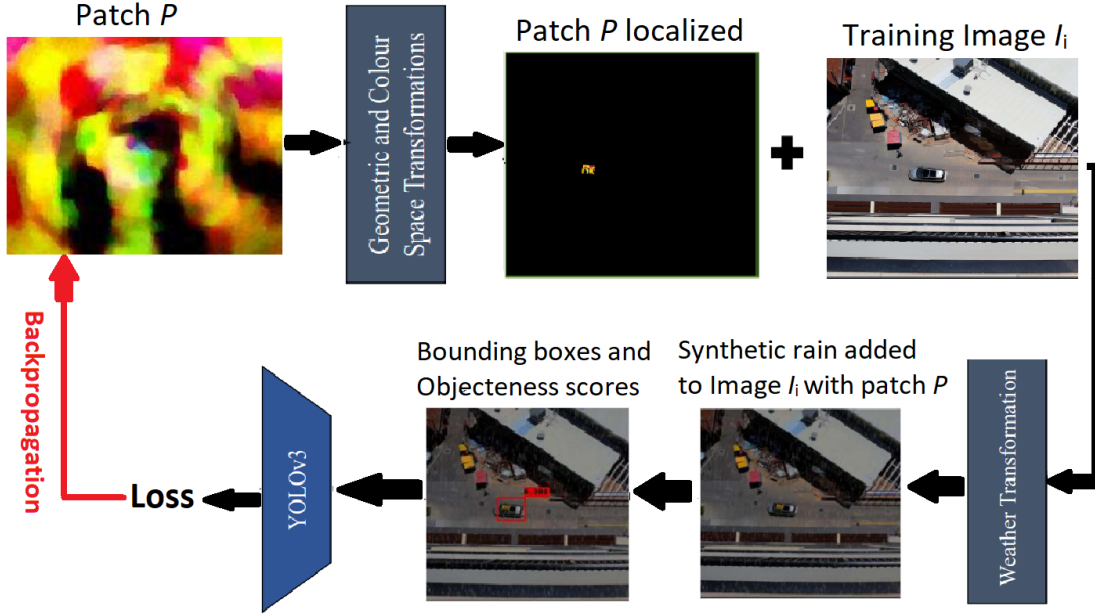 Patch P
Geometric and Colour
Space Transformations
Patch P localized
Training Image Ii
Weather Transformation
Synthetic rain added
to Image Ii with patch P
Bounding boxes and
Objecteness scores
YOLOv3
Loss
Backpropagation